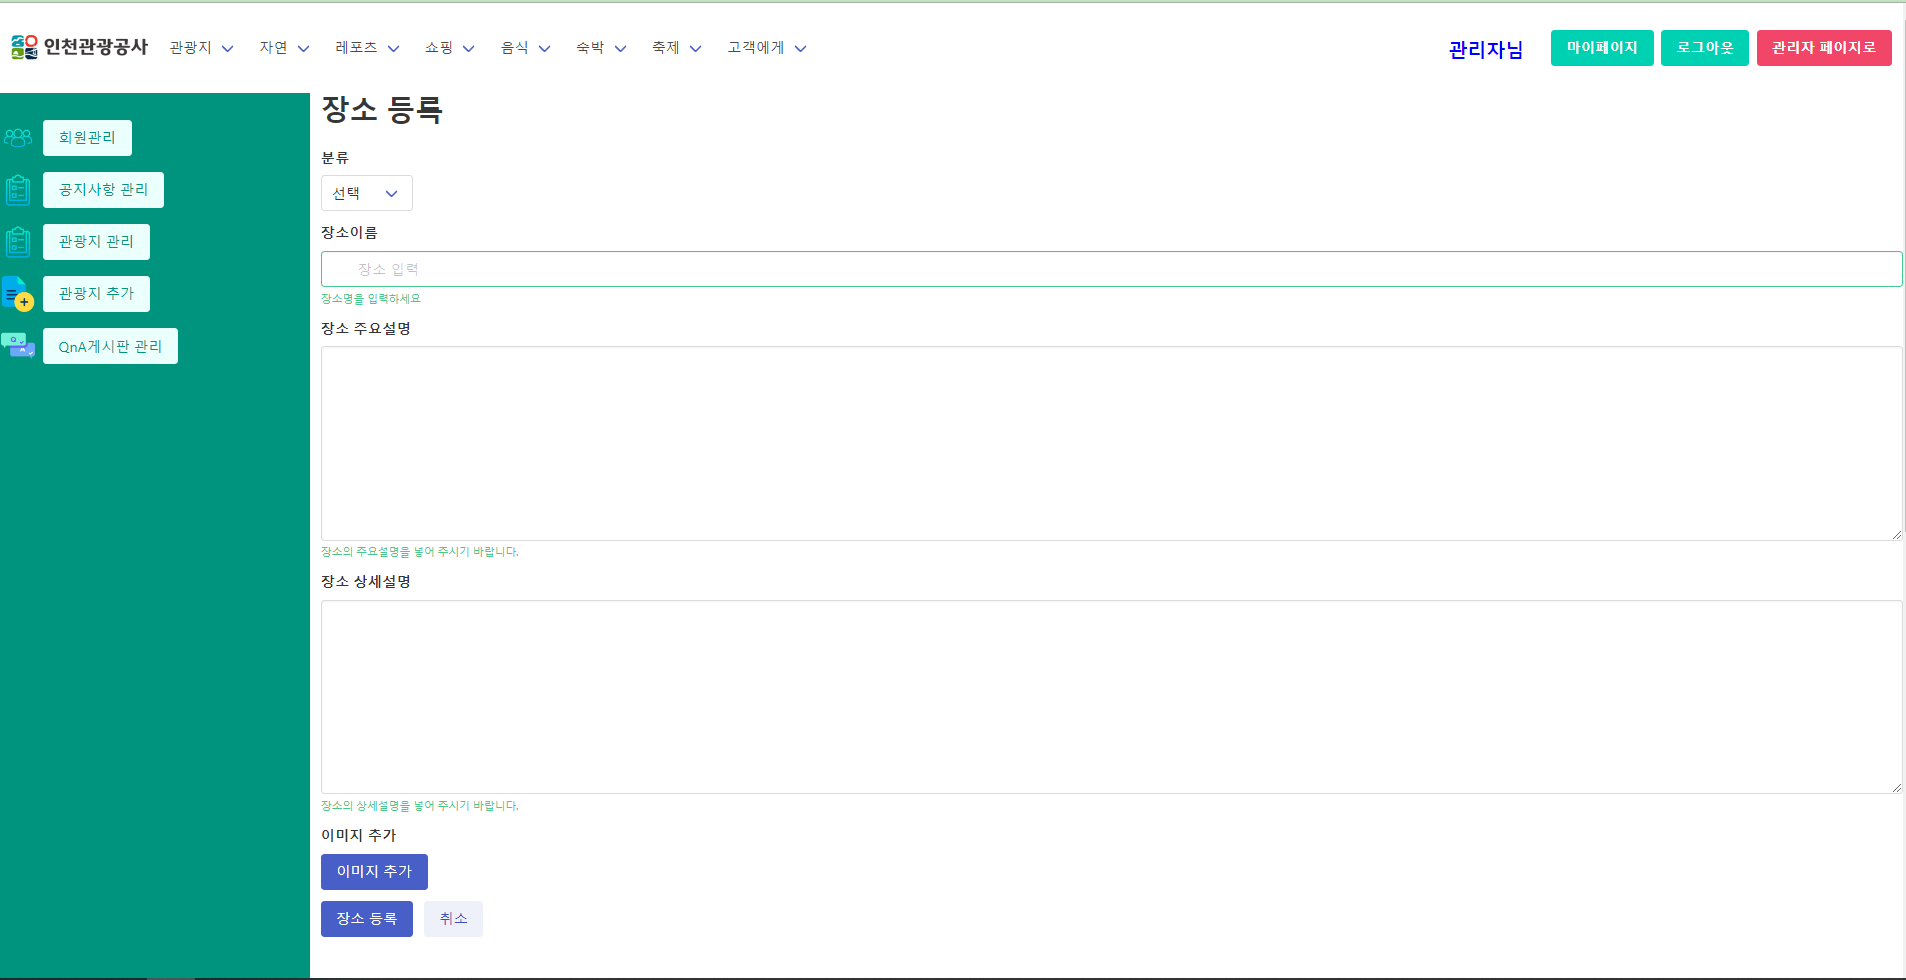 인천관광공사 관광지 자연 레포츠 쇼핑 음식 숙박 축제 고객에게 관리자님 마이페이지 로그아웃 관리자 페이지로
회원관리
공지사항 관리
관광지 관리
관광지 추가
QnA게시판 관리
장소 등록
분류
선택
장소이름
장소 입력
장소명을 입력하세요
장소 주요설명
장소의 주요설명을 넣어 주시기 바랍니다.
장소 상세설명
장소의 상세설명을 넣어 주시기 바랍니다.
이미지 추가
이미지 추가
장소 등록 취소